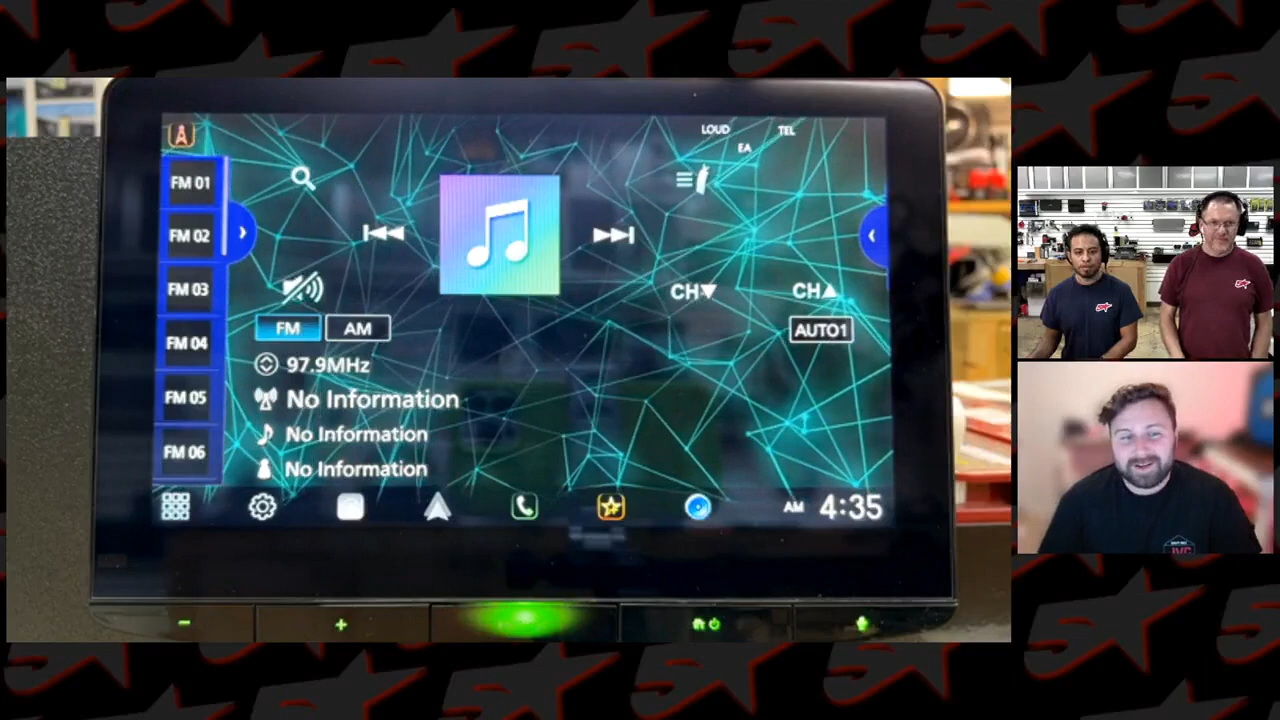 LOUD
TEL
EA
FM 01
FM 02
FM 03
FM 04
FM 05
FM 06
CH▼
CH▲
FM
AM
AUTO1
97.9MHz
No Information
No Information
No Information
AM 4:35
-
+
JVC